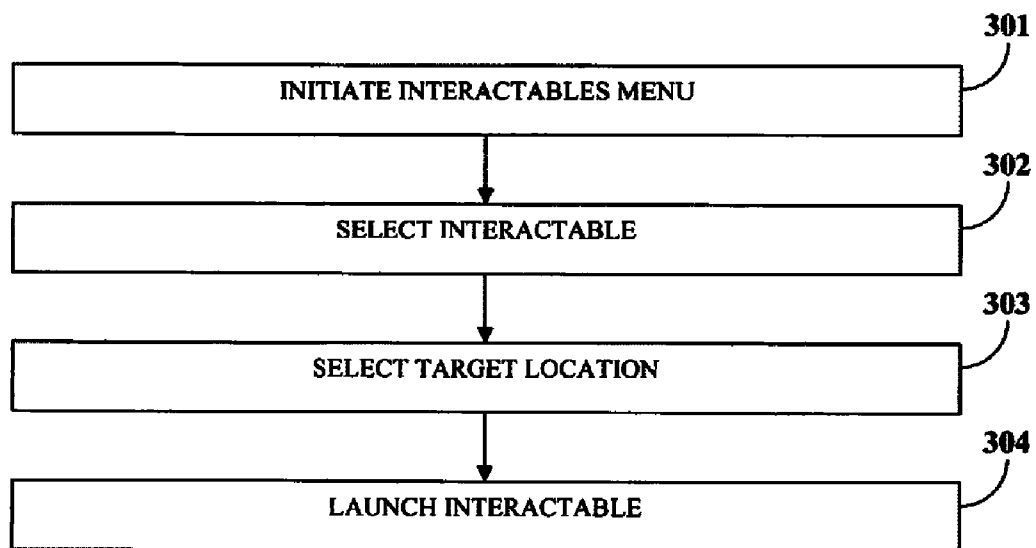 301
INITIATE INTERACTABLES MENU
302
SELECT INTERACTABLE
303
SELECT TARGET LOCATION
304
LAUNCH INTERACTABLE